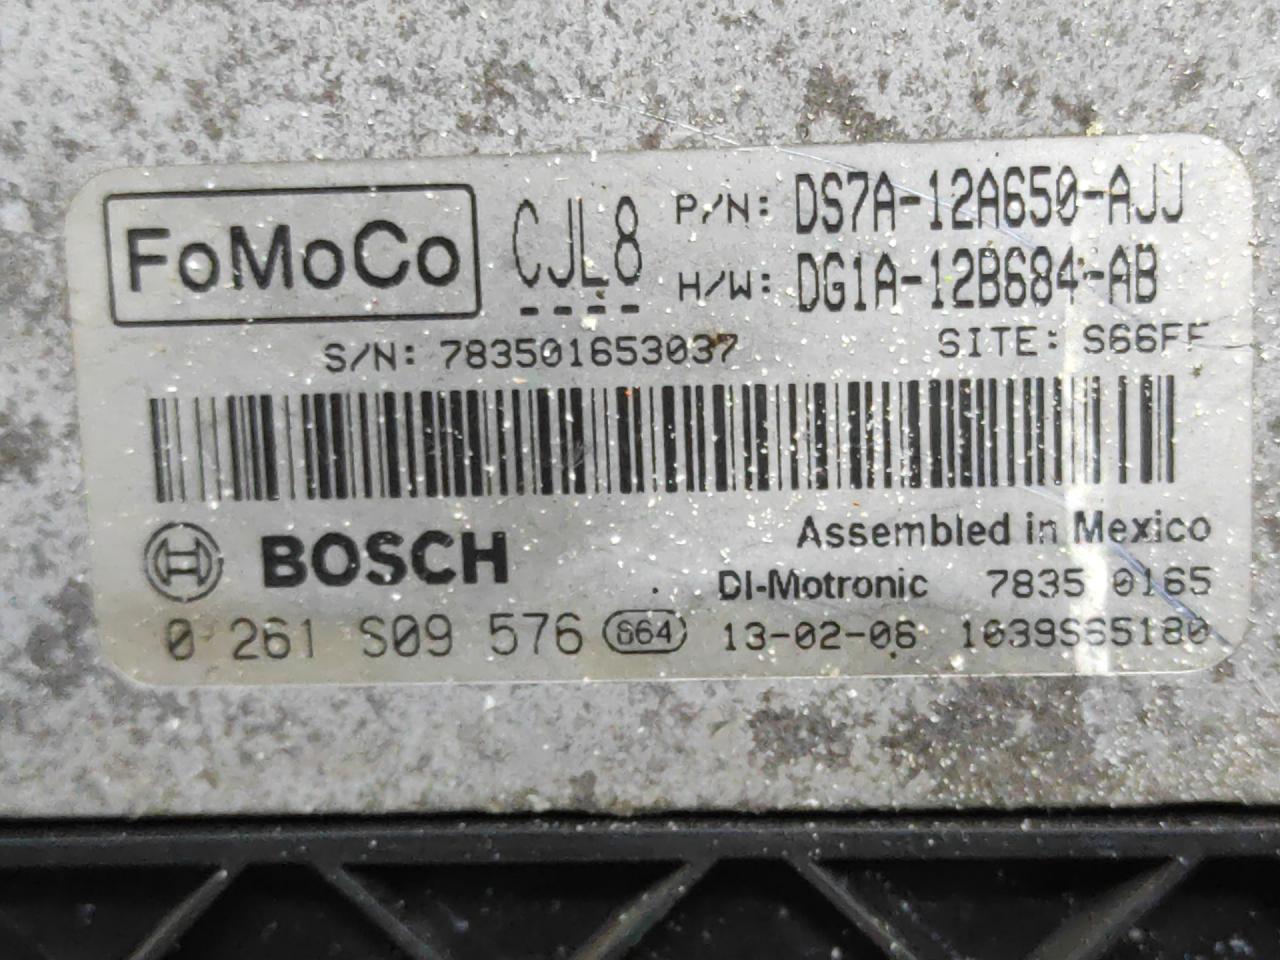 FoMoCo CJL8 P/N: DS7A-12A650-AJJ
H/W: DG1A-12B684-AB
S/N: 783501653037 SITE: S66FF
Assembled in Mexico
BOSCH DI-Motronic 7835 0165
0 261 S09 576 S64 13-02-06 1039S65180